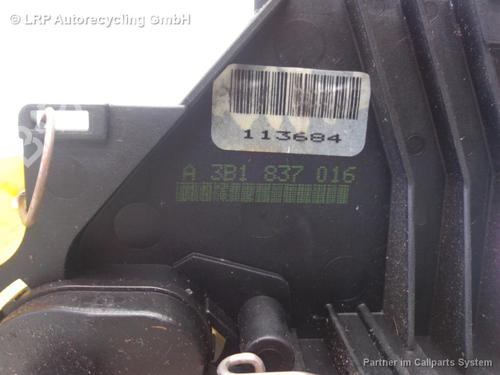 © LRP Autorecycling GmbH
113684
A 3B1 837 016
Partner im Callparts System